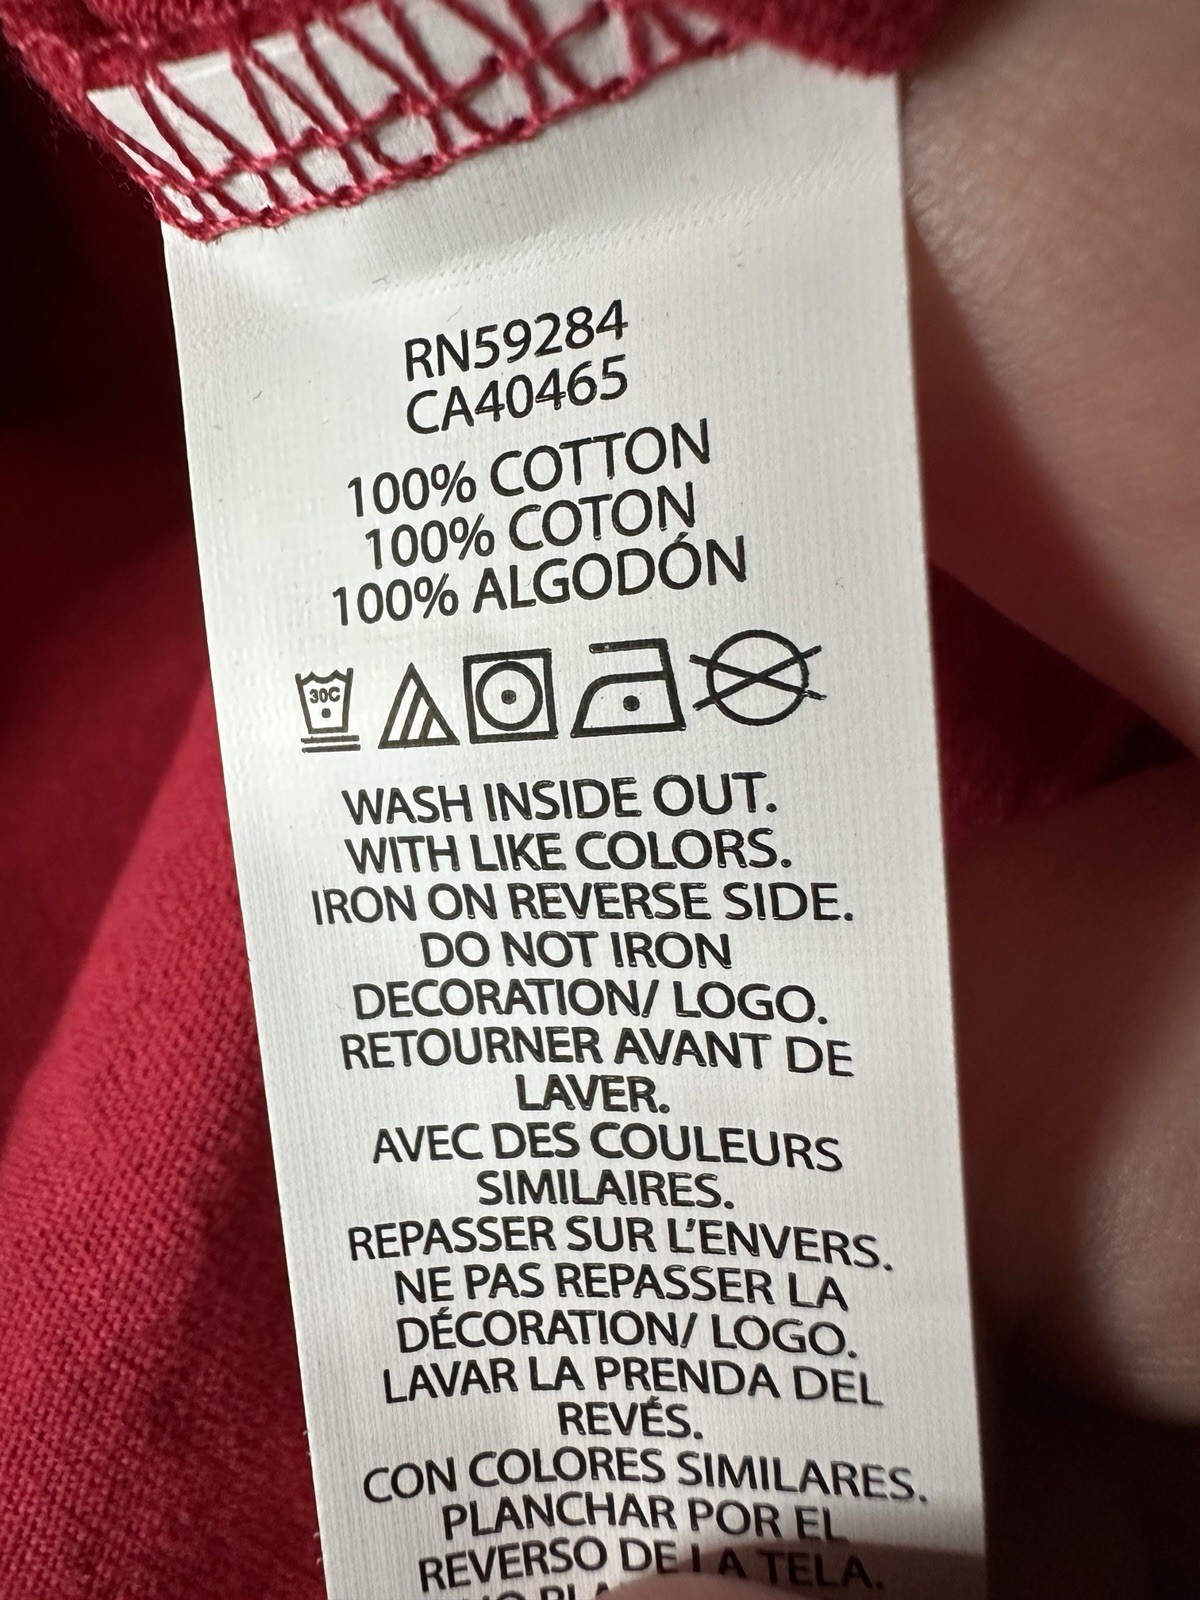 RN59284
CA40465
100% COTTON
100% COTON
100% ALGODÓN
30C
WASH INSIDE OUT.
WITH LIKE COLORS.
IRON ON REVERSE SIDE.
DO NOT IRON
DECORATION/ LOGO.
RETOURNER AVANT DE
LAVER.
AVEC DES COULEURS
SIMILAIRES.
REPASSER SUR L'ENVERS.
NE PAS REPASSER LA
DÉCORATION/ LOGO.
LAVAR LA PRENDA DEL
REVÉS.
CON COLORES SIMILARES.
PLANCHAR POR EL
REVERSO DE LA TELA.